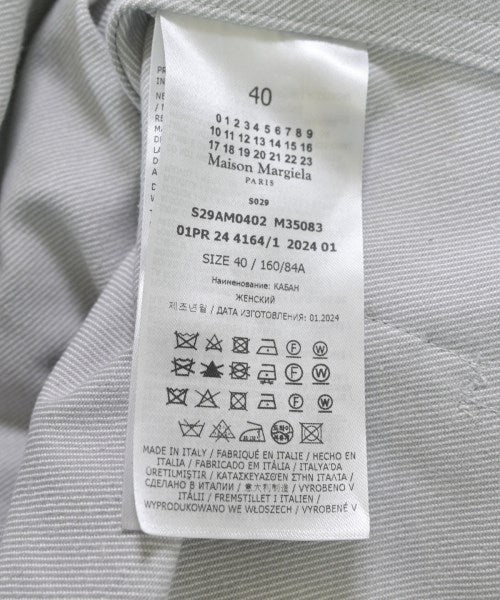 40
0 1 2 3 4 5 6 7 8 9
10 11 12 13 14 15 16
17 18 19 20 21 22 23
Maison Margiela
PARIS
S029
S29AM0402 M35083
01PR 24 4164/1 2024 01
SIZE 40 / 160/84A
Наименование: КАБАН
ЖЕНСКИЙ
제조년월 / ДАТА ИЗГОТОВЛЕНИЯ: 01.2024
F W
F W
F W
MADE IN ITALY / FABRIQUÉ EN ITALIE / HECHO EN
ITALIA / FABRICADO EM ITÁLIA / ITALYA'DA
ÜRETILMIŞTIR / ΚΑΤΑΣΚΕΥΑΣΘΕΝ ΣΤΗΝ ΙΤΑΛΙΑ /
СДЕЛАНО В ИТАЛИИ / 意大利制造 / VYROBENO V
ITÁLII / FREMSTILLET I ITALIEN /
WYPRODUKOWANO WE WŁOSZECH / VYROBENÉ V